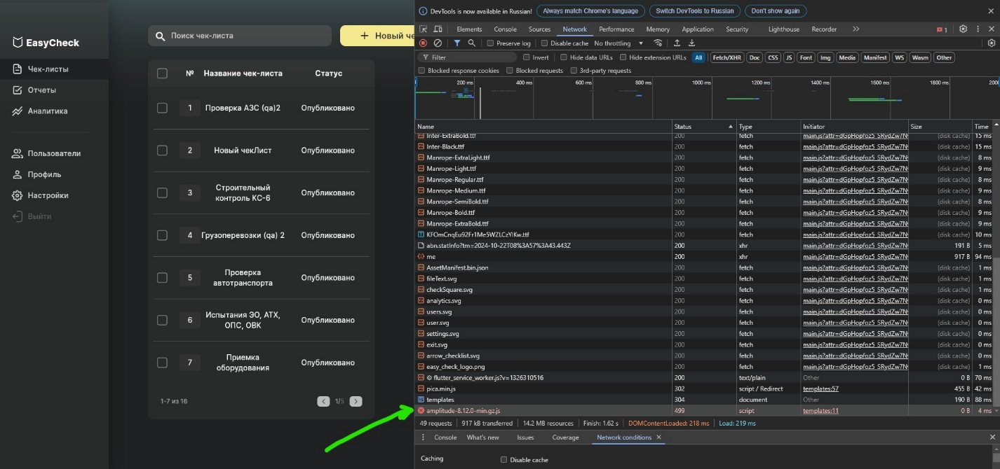 EasyCheck
Чек-листы
Отчеты
Аналитика
Пользователи
Профиль
Настройки
Выйти
Поиск чек-листа
+ Новый че
№ Название чек-листа Статус
1 Проверка АЗС (qa)2 Опубликовано
2 Новый чекЛист Опубликовано
3 Строительный контроль КС-6 Опубликовано
4 Грузоперевозки (qa) 2 Опубликовано
5 Проверка автотранспорта Опубликовано
6 Испытания ЭО, АТХ, ОПС, ОВК Опубликовано
7 Приемка оборудования Опубликовано
1-7 из 16
1/3
DevTools is now available in Russian! Always match Chrome's language Switch DevTools to Russian Don't show again
Elements Console Sources Network Performance Memory Application Security Lighthouse Recorder 1
Preserve log Disable cache No throttling
Filter Invert Hide data URLs Hide extension URLs All Fetch/XHR Doc CSS JS Font Img Media Manifest WS Wasm Other
Blocked response cookies Blocked requests 3rd-party requests
200 ms 400 ms 600 ms 800 ms 1000 ms 1200 ms 1400 ms 1600 ms 1800 ms 200
Name Status Type Initiator Size Time
Inter-ExtraBold.ttf 200 fetch main.js?attr=dGpHopfoz5_SRydZw7N (disk cache) 15 ms
Inter-Black.ttf 200 fetch main.js?attr=dGpHopfoz5_SRydZw7N (disk cache) 15 ms
Manrope-ExtraLight.ttf 200 fetch main.js?attr=dGpHopfoz5_SRydZw7N (disk cache) 8 ms
Manrope-Light.ttf 200 fetch main.js?attr=dGpHopfoz5_SRydZw7N (disk cache) 9 ms
Manrope-Regular.ttf 200 fetch main.js?attr=dGpHopfoz5_SRydZw7N (disk cache) 8 ms
Manrope-Medium.ttf 200 fetch main.js?attr=dGpHopfoz5_SRydZw7N (disk cache) 9 ms
Manrope-SemiBold.ttf 200 fetch main.js?attr=dGpHopfoz5_SRydZw7N (disk cache) 8 ms
Manrope-Bold.ttf 200 fetch main.js?attr=dGpHopfoz5_SRydZw7N (disk cache) 9 ms
Manrope-ExtraBold.ttf 200 fetch main.js?attr=dGpHopfoz5_SRydZw7N (disk cache) 9 ms
KFOmCnqEu92Fr1Me5WZLCzYlKw.ttf 200 fetch main.js?attr=dGpHopfoz5_SRydZw7N (disk cache) 10 ms
abn.statInfo?tm=2024-10-22T08%3A57%3A43.443Z 200 xhr main.js?attr=dGpHopfoz5_SRydZw7N 191 B 5 ms
me 200 xhr main.js?attr=dGpHopfoz5_SRydZw7N 917 B 94 ms
AssetManifest.bin.json 200 fetch main.js?attr=dGpHopfoz5_SRydZw7N (disk cache) 1 ms
fileText.svg 200 fetch main.js?attr=dGpHopfoz5_SRydZw7N (disk cache) 1 ms
checkSquare.svg 200 fetch main.js?attr=dGpHopfoz5_SRydZw7N (disk cache) 1 ms
analytics.svg 200 fetch main.js?attr=dGpHopfoz5_SRydZw7N (disk cache) 0 ms
users.svg 200 fetch main.js?attr=dGpHopfoz5_SRydZw7N (disk cache) 0 ms
user.svg 200 fetch main.js?attr=dGpHopfoz5_SRydZw7N (disk cache) 0 ms
settings.svg 200 fetch main.js?attr=dGpHopfoz5_SRydZw7N (disk cache) 0 ms
exit.svg 200 fetch main.js?attr=dGpHopfoz5_SRydZw7N (disk cache) 0 ms
arrow_checklist.svg 200 fetch main.js?attr=dGpHopfoz5_SRydZw7N (disk cache) 0 ms
easy_check_logo.png 200 fetch main.js?attr=dGpHopfoz5_SRydZw7N (disk cache) 1 ms
flutter_service_worker.js?v=1326310516 200 text/plain Other 0 B 70 ms
pica.min.js 302 script / Redirect templates:57 455 B 42 ms
templates 304 document Other 190 B 88 ms
amplitude-8.12.0-min.gz.js 499 script templates:11 0 B 4 ms
49 requests 917 kB transferred 14.2 MB resources Finish: 1.62 s DOMContentLoaded: 218 ms Load: 219 ms
Console What's new Issues Coverage Network conditions
Caching Disable cache